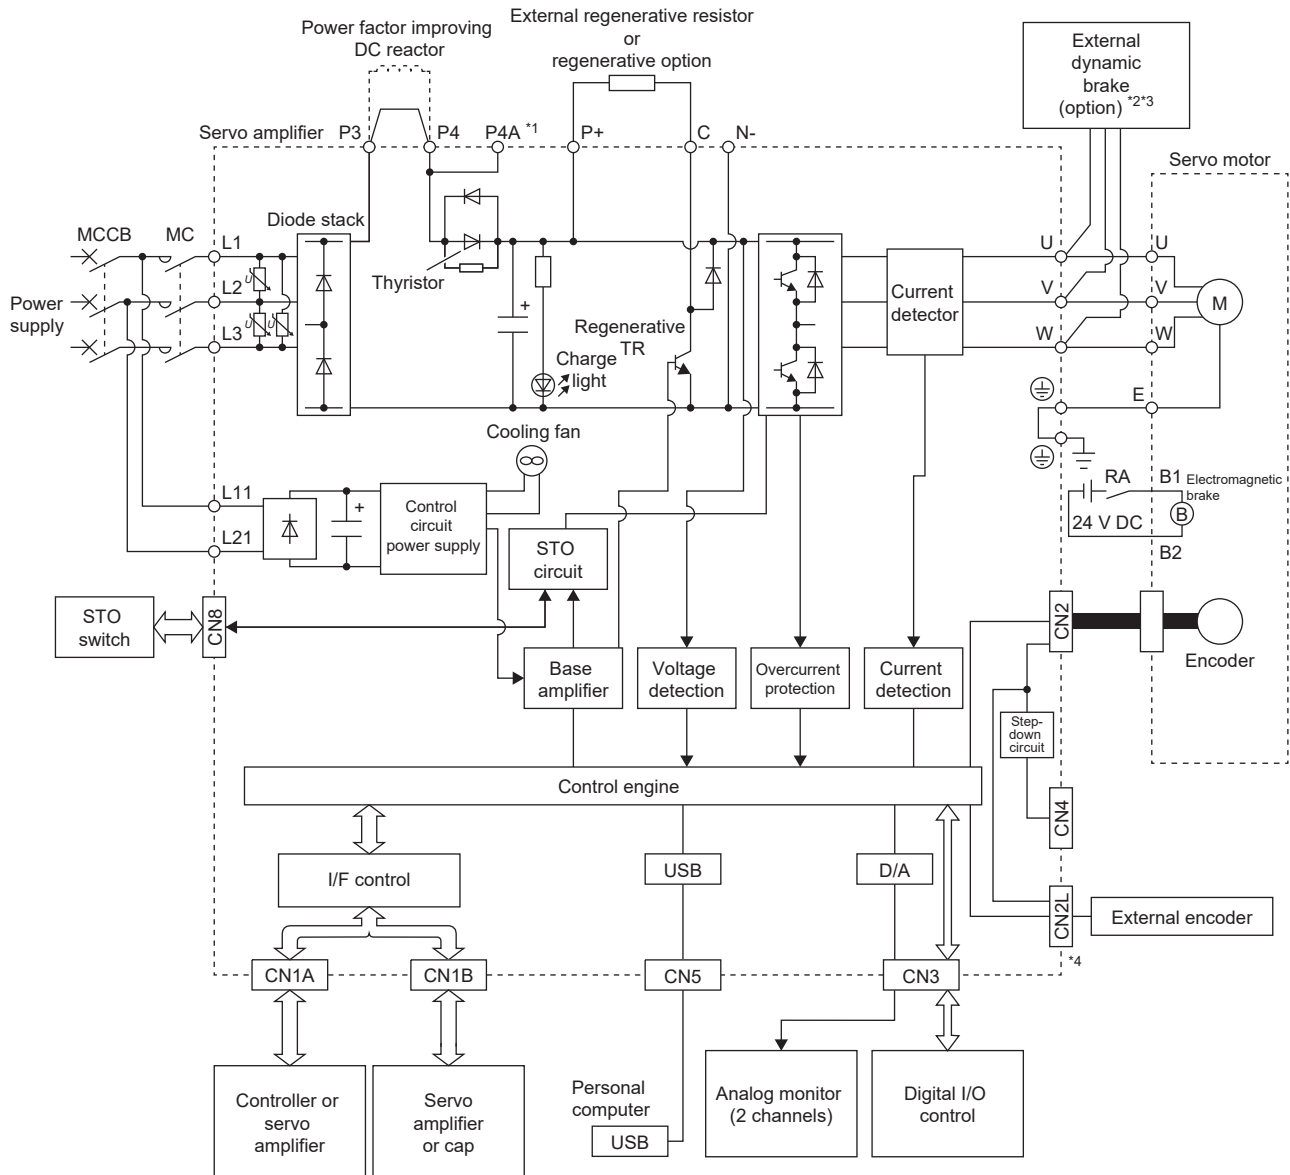 External regenerative resistor
or
regenerative option
Power factor improving
DC reactor
External
dynamic
brake
(option) *2*3
Servo amplifier
P3
P4
P4A *1
P+
C
N-
Servo motor
Diode stack
MCCB
MC
L1
L2
L3
U
U
U
Power
supply
Thyristor
+
Regenerative
TR
Charge
light
Current
detector
U
V
W
U
V
W
M
E
Cooling fan
L11
L21
+
Control
circuit
power supply
STO
circuit
RA
24 V DC
B1
Electromagnetic
brake
B
B2
STO
switch
CN8
CN2
Encoder
Base
amplifier
Voltage
detection
Overcurrent
protection
Current
detection
Step-
down
circuit
Control engine
CN4
I/F control
USB
D/A
CN2L
External encoder
*4
CN1A
CN1B
CN5
CN3
Controller or
servo
amplifier
Servo
amplifier
or cap
Personal
computer
USB
Analog monitor
(2 channels)
Digital I/O
control